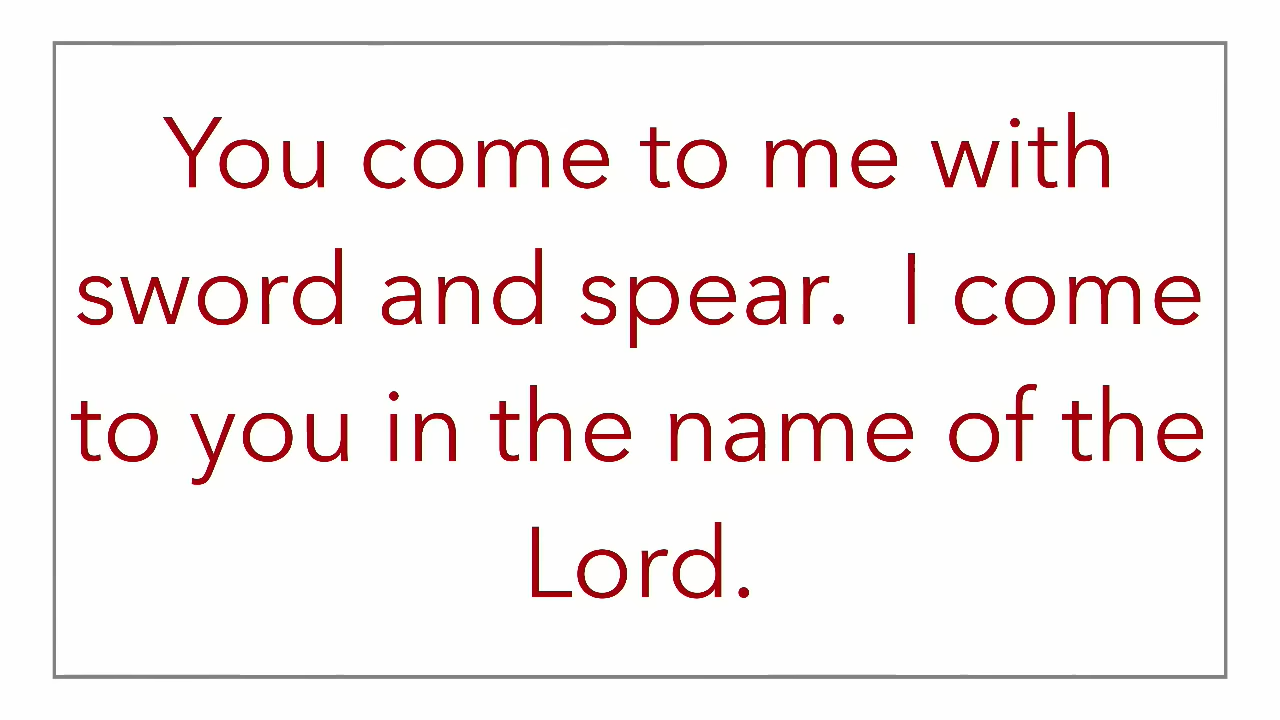 You come to me with
sword and spear.  I come
to you in the name of the
Lord.